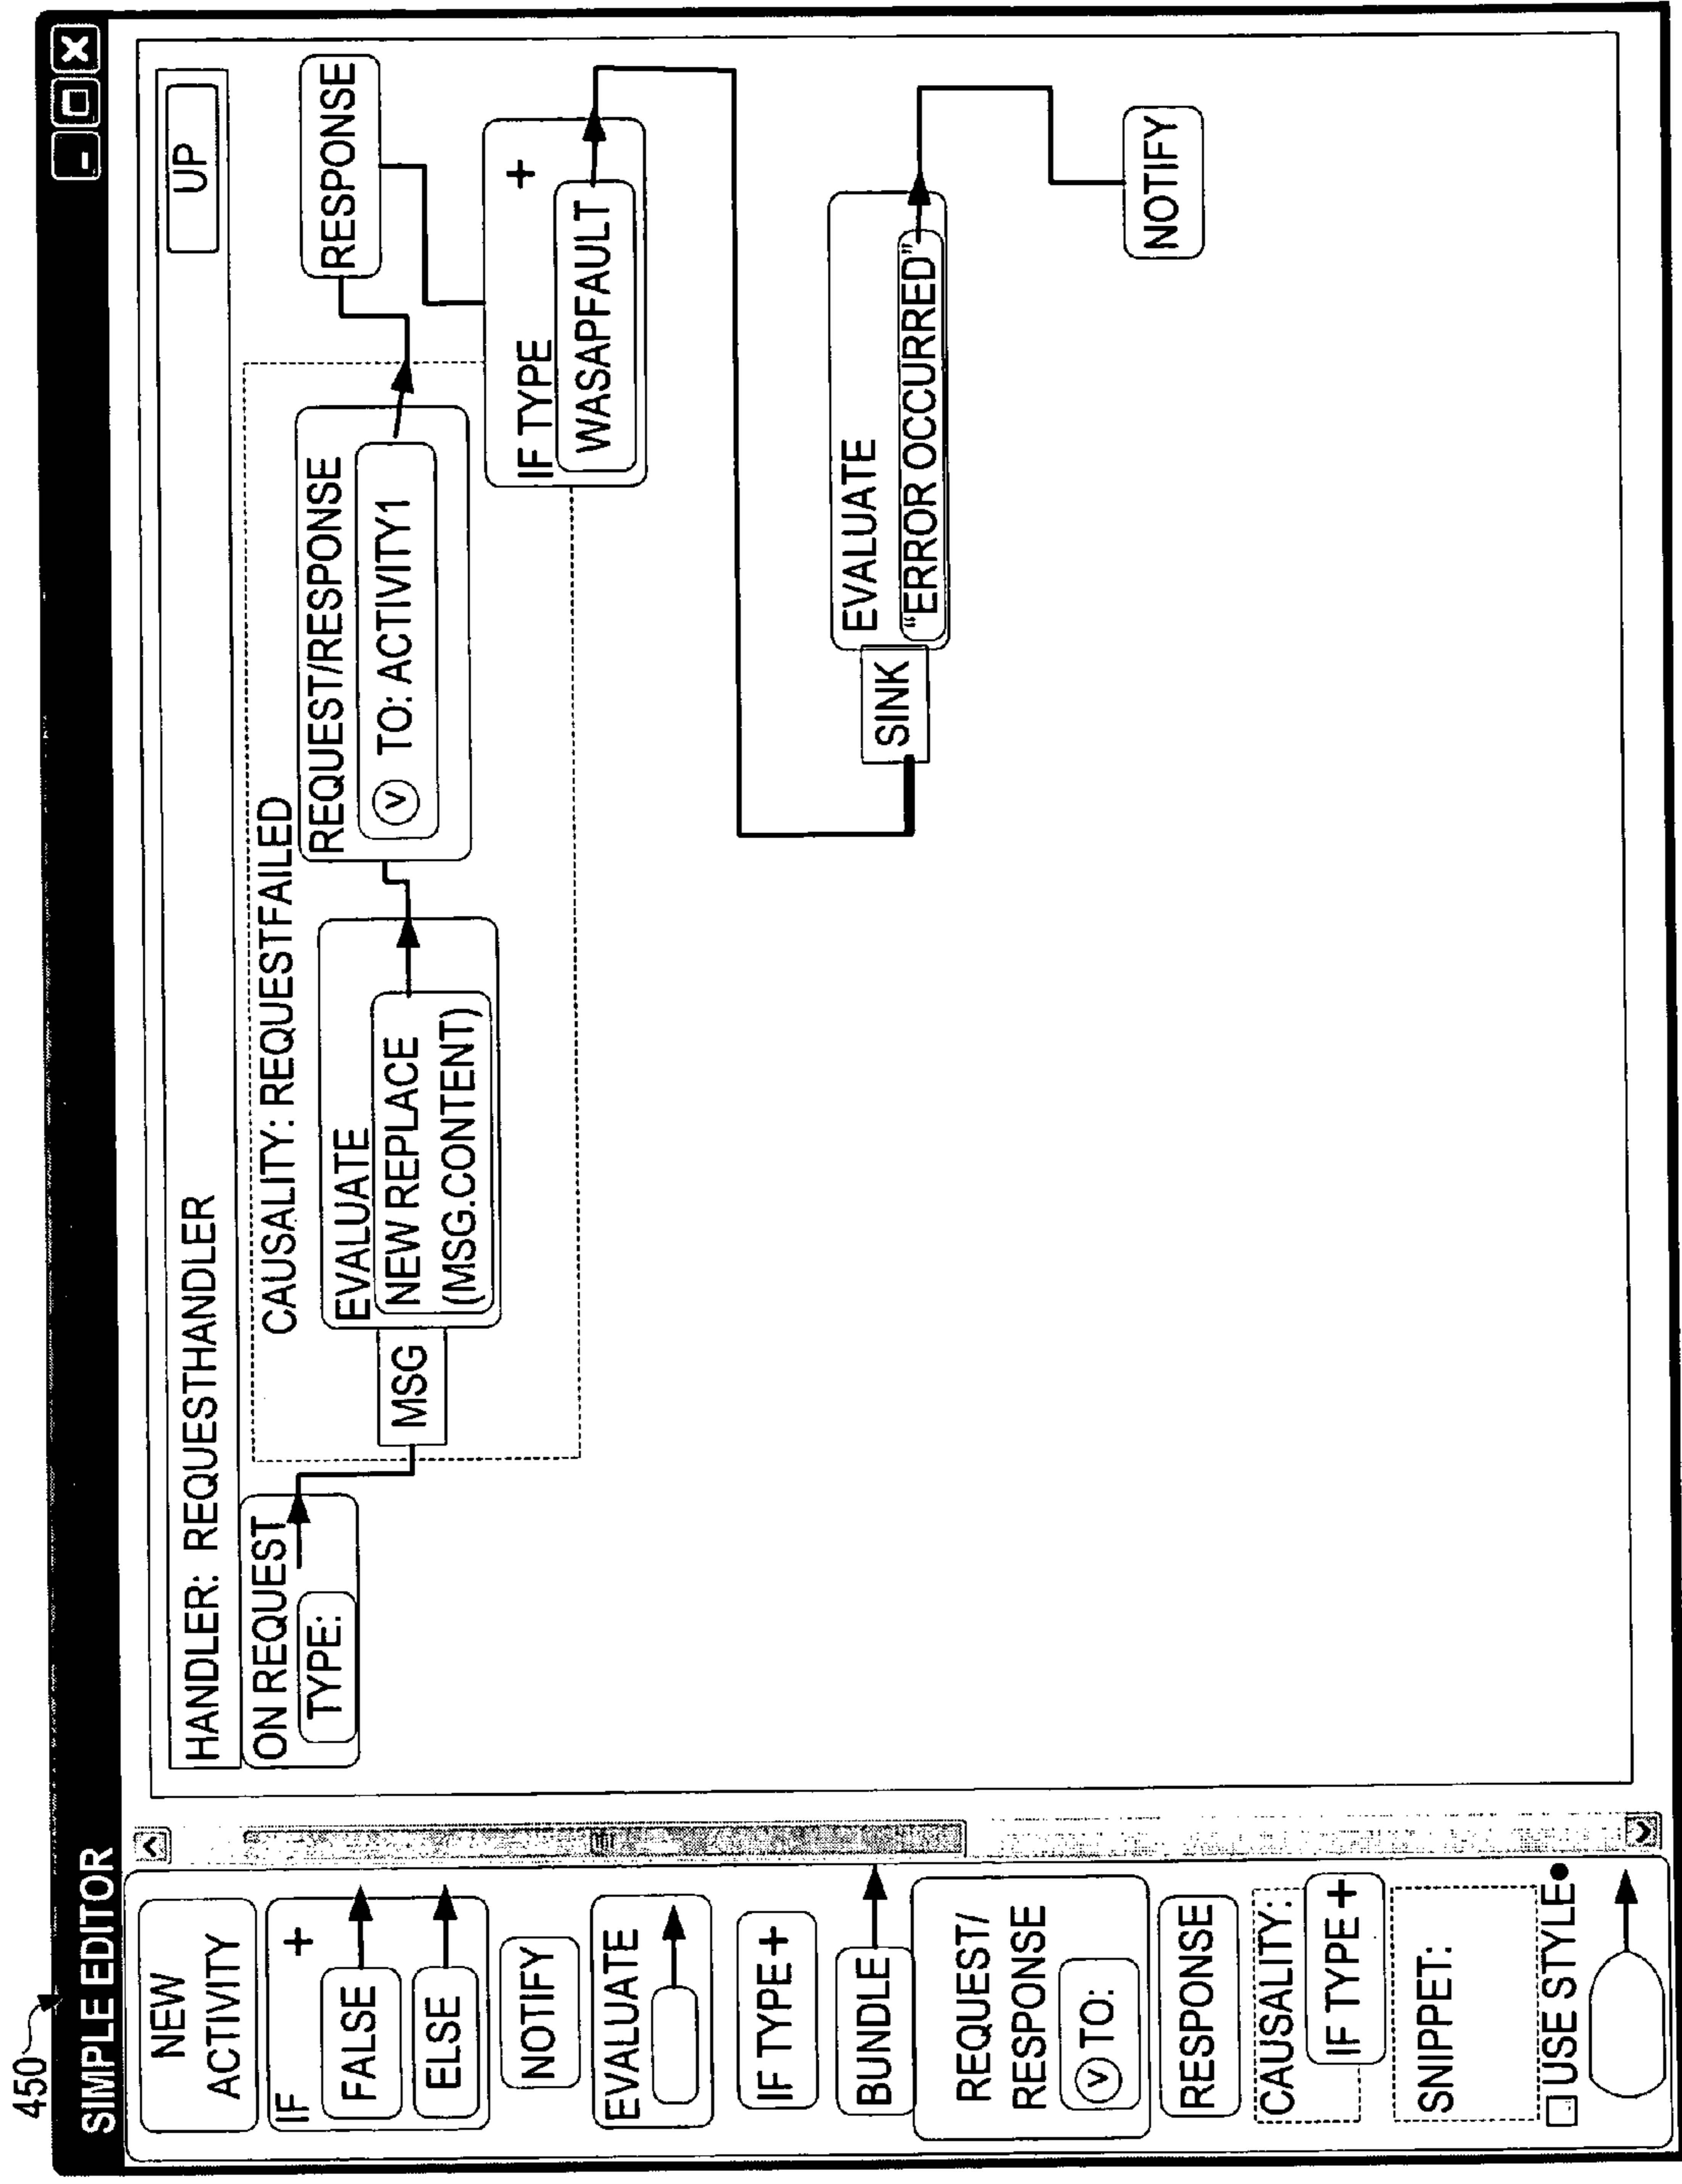 450
SIMPLE EDITOR
NEW
ACTIVITY
IF +
FALSE
ELSE
NOTIFY
EVALUATE
IF TYPE+
BUNDLE
REQUEST/
RESPONSE
V TO:
RESPONSE
CAUSALITY:
IF TYPE+
SNIPPET:
USE STYLE
HANDLER: REQUESTHANDLER
UP
ON REQUEST
TYPE:
CAUSALITY: REQUESTFAILED
MSG
EVALUATE
NEW REPLACE
(MSG.CONTENT)
REQUEST/RESPONSE
V TO: ACTIVITY1
RESPONSE
IF TYPE +
WASAPFAULT
SINK
EVALUATE
“ERROR OCCURRED”
NOTIFY